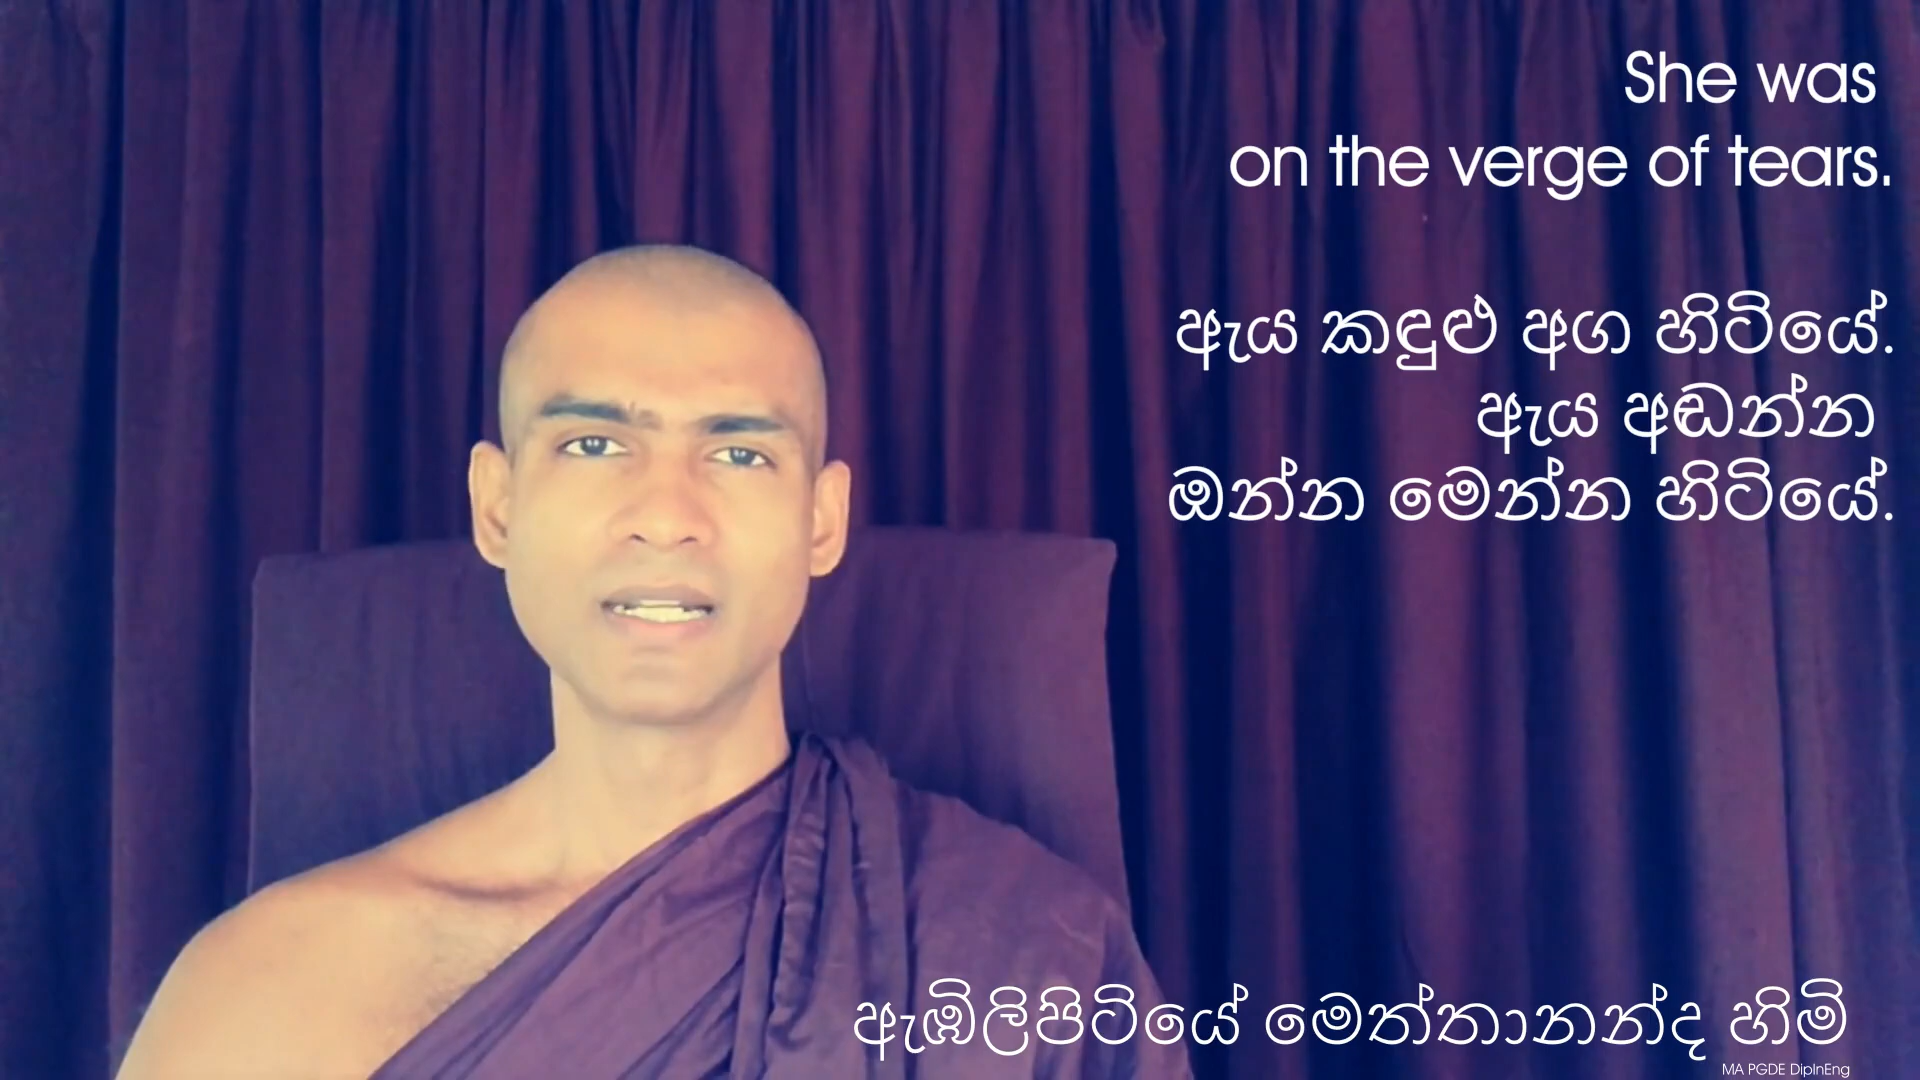 She was
on the verge of tears.
ඇය කඳුළු අග හිටියේ.
ඇය අඬන්න
ඔන්න මෙන්න හිටියේ.
ඇඹිලිපිටියේ මෙත්තානන්ද හිමි
MA PGDE DipInEng